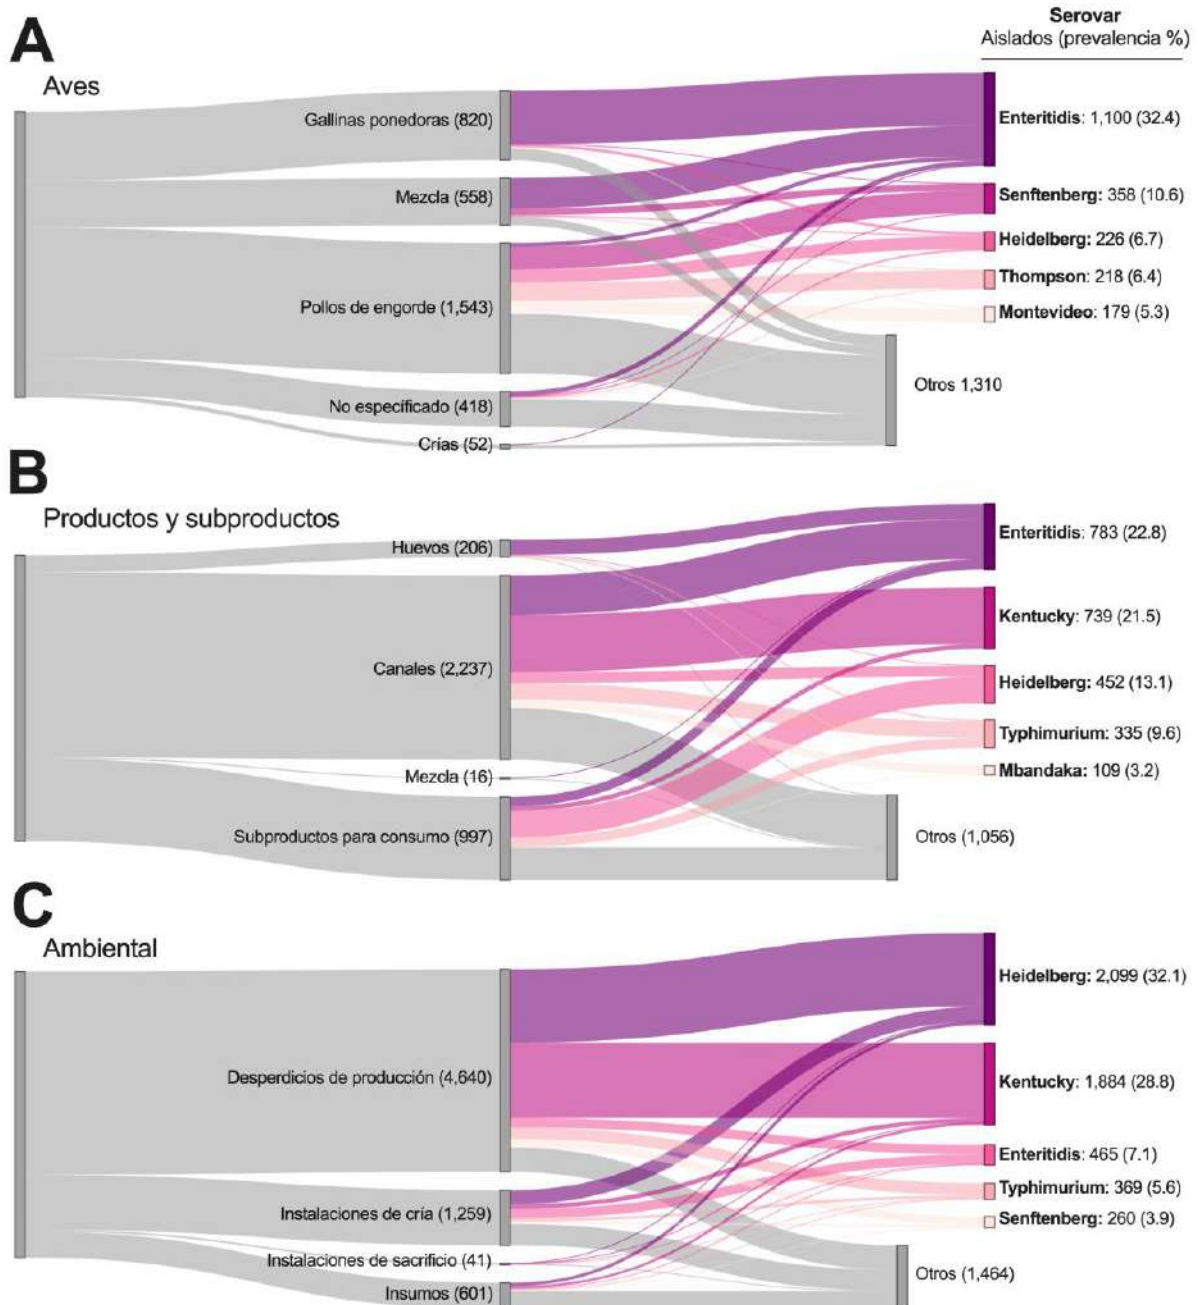 A
Aves
Serovar
Aislados (prevalencia %)
Gallinas ponedoras (820)
Mezcla (558)
Pollos de engorde (1,543)
No especificado (418)
Crías (52)
Enteritidis: 1,100 (32.4)
Senftenberg: 358 (10.6)
Heidelberg: 226 (6.7)
Thompson: 218 (6.4)
Montevideo: 179 (5.3)
Otros 1,310
B
Productos y subproductos
Huevos (206)
Canales (2,237)
Mezcla (16)
Subproductos para consumo (997)
Enteritidis: 783 (22.8)
Kentucky: 739 (21.5)
Heidelberg: 452 (13.1)
Typhimurium: 335 (9.6)
Mbandaka: 109 (3.2)
Otros (1,056)
C
Ambiental
Desperdicios de producción (4,640)
Instalaciones de cría (1,259)
Instalaciones de sacrificio (41)
Insumos (601)
Heidelberg: 2,099 (32.1)
Kentucky: 1,884 (28.8)
Enteritidis: 465 (7.1)
Typhimurium: 369 (5.6)
Senftenberg: 260 (3.9)
Otros (1,464)